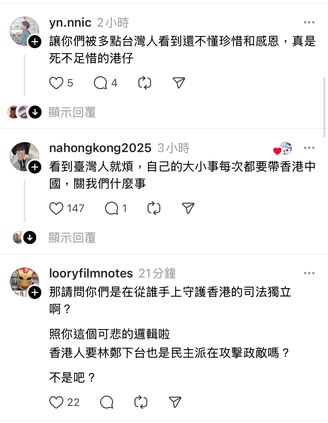 yn.nnic 2小時
讓你們被多點台灣人看到還不懂珍惜和感恩，真是
死不足惜的港仔
5 4
顯示回覆
nahongkong2025 3小時
看到臺灣人就煩，自己的大小事每次都要帶香港中
國，關我們什麼事
147 1
顯示回覆
looryfilmnotes 21分鐘
那請問你們是在從誰手上守護香港的司法獨立
啊？
照你這個可悲的邏輯啦
香港人要林鄭下台也是民主派在攻擊政敵嗎？
不是吧？
22